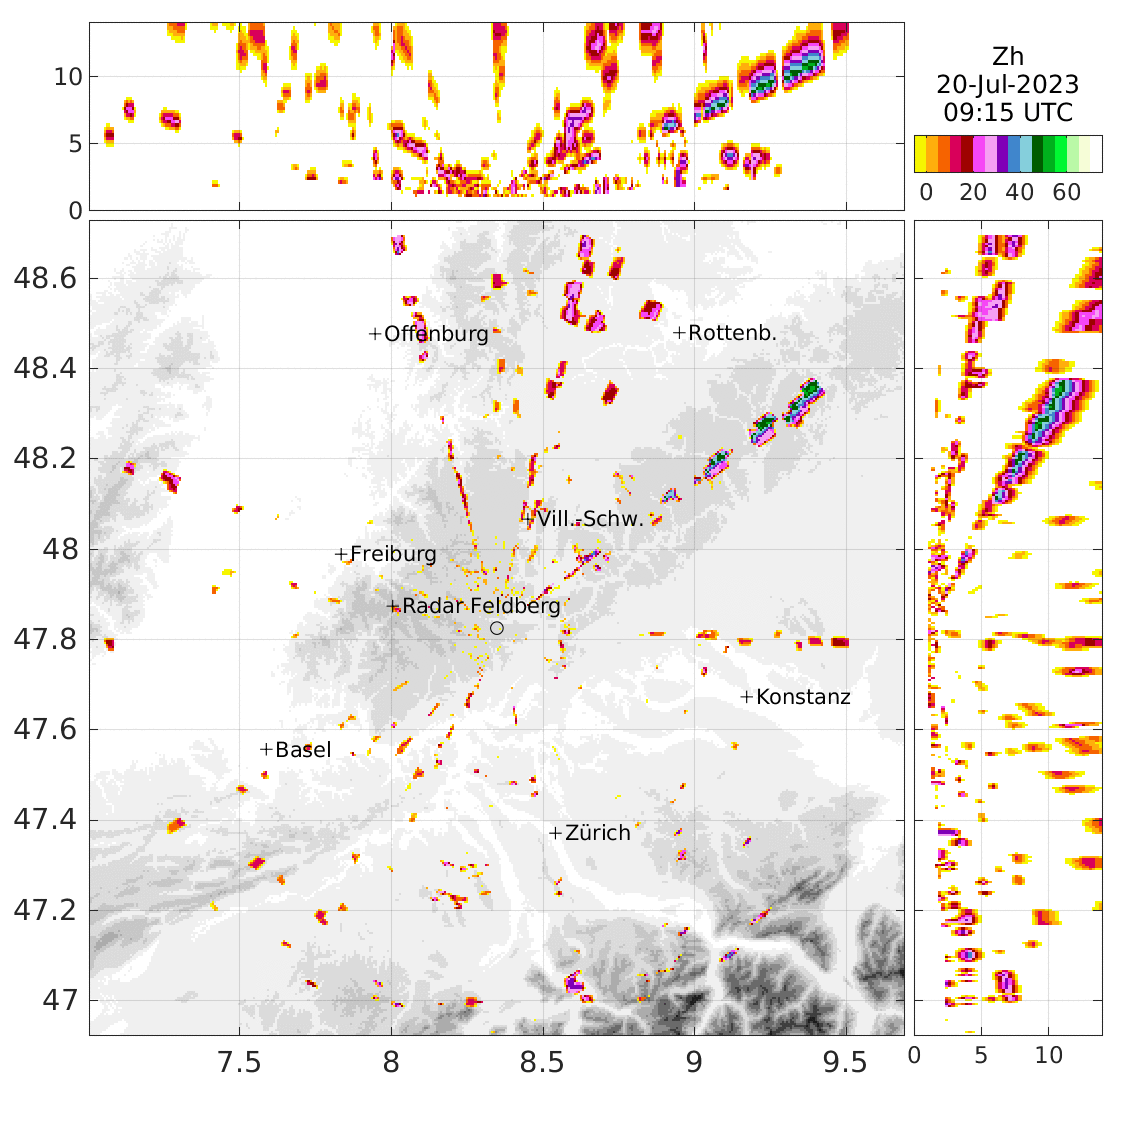 Zh
20-Jul-2023
09:15 UTC
10
5
0
0 20 40 60
48.6
48.4
48.2
48
47.8
47.6
47.4
47.2
47
+Offenburg
+Rottenb.
+Vill.-Schw.
+Freiburg
+Radar Feldberg
+Konstanz
+Basel
+Zürich
7.5 8 8.5 9 9.5
0 5 10